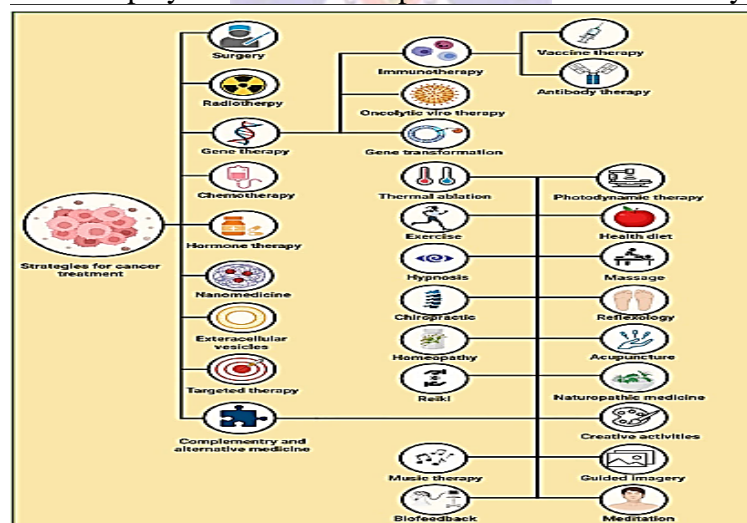 Surgery
Radiotherpy
Gene therapy
Chemotherapy
Hormone therapy
Strategies for cancer
treatment
Nanomedicine
Exteracellular
vesicles
Targeted therapy
Complementry and
alternative medicine
Immunotherapy
Oncolytic viro therapy
Gene transformation
Vaccine therapy
Antibody therapy
Thermal ablation
Photodynamic therapy
Exercise
Health diet
Hypnosis
Massage
Chiropractic
Reflexology
Homeopathy
Acupuncture
Reiki
Naturopathic medicine
Creative activities
Music therapy
Guided imagery
Biofeedback
Meditation